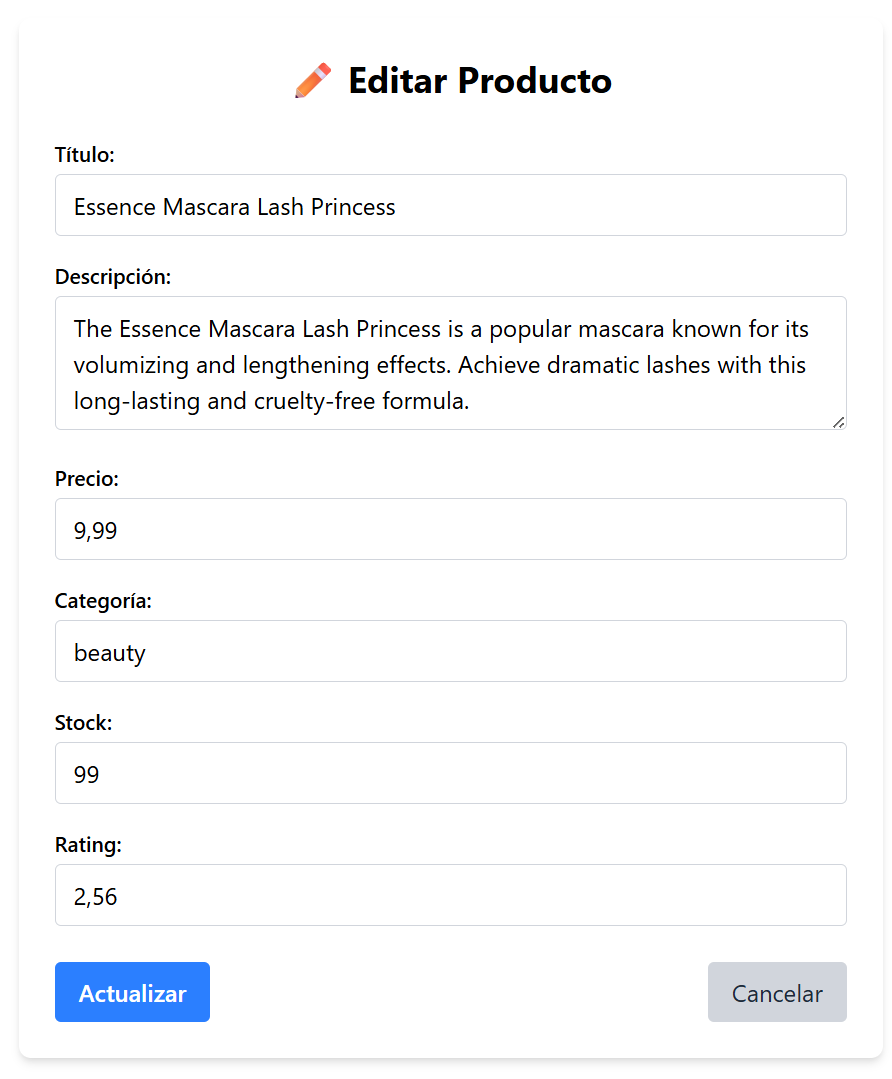 Editar Producto
Título:
Essence Mascara Lash Princess
Descripción:
The Essence Mascara Lash Princess is a popular mascara known for its
volumizing and lengthening effects. Achieve dramatic lashes with this
long-lasting and cruelty-free formula.
Precio:
9,99
Categoría:
beauty
Stock:
99
Rating:
2,56
Actualizar
Cancelar